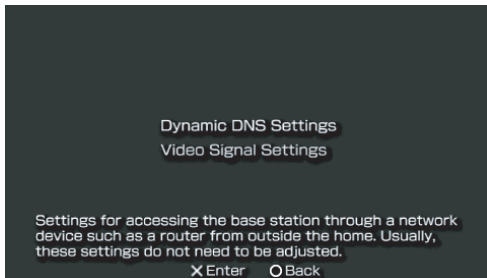 Dynamic DNS Settings
Video Signal Settings
Settings for accessing the base station through a network
device such as a router from outside the home. Usually,
these settings do not need to be adjusted.
X Enter O Back